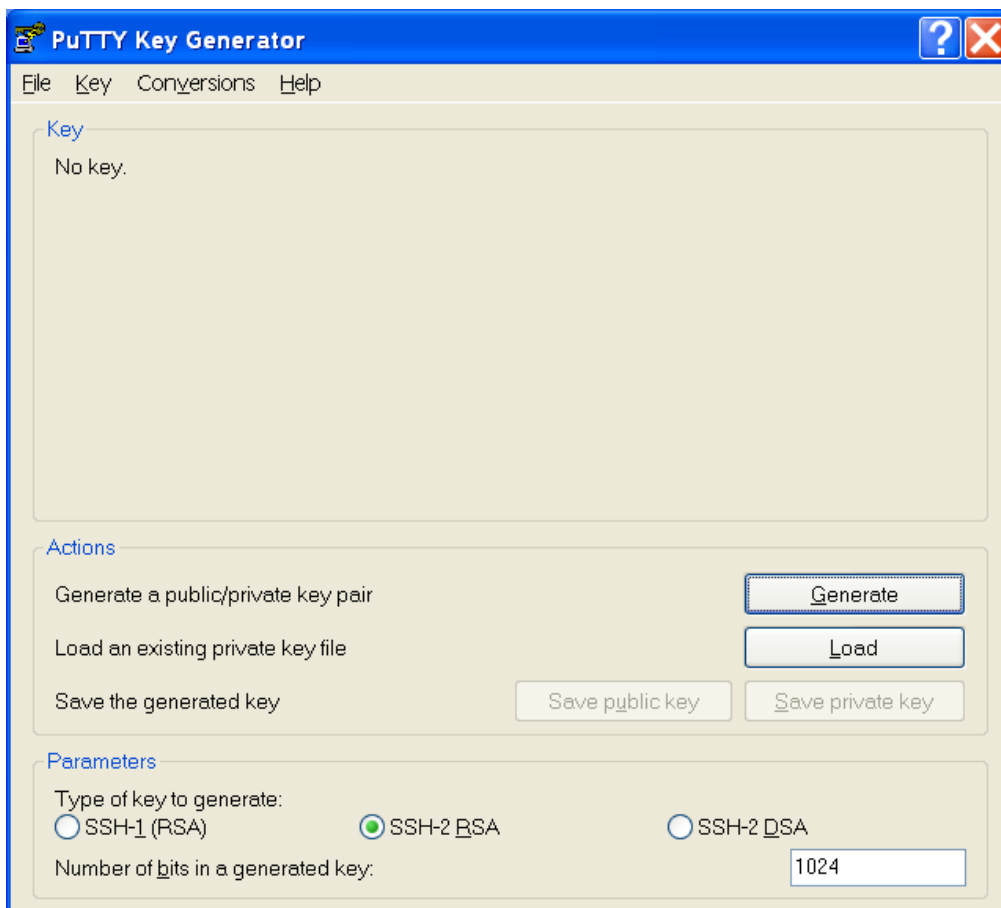 PuTTY Key Generator
File Key Conversions Help
Key
No key.
Actions
Generate a public/private key pair Generate
Load an existing private key file Load
Save the generated key Save public key Save private key
Parameters
Type of key to generate:
SSH-1 (RSA) SSH-2 RSA SSH-2 DSA
Number of bits in a generated key: 1024